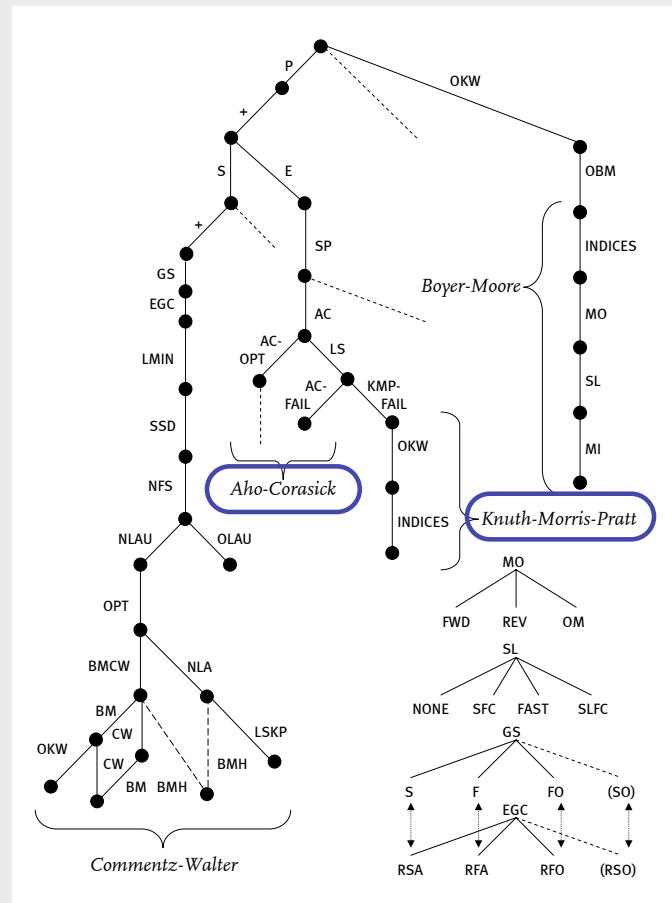 P
OKW
+
S
E
OBM
+
SP
INDICES
GS
Boyer-Moore
EGC
AC
MO
AC-
OPT
LS
LMIN
AC-
FAIL
KMP-
FAIL
SL
SSD
OKW
MI
NFS
Aho-Corasick
INDICES
Knuth-Morris-Pratt
NLAU
OLAU
MO
OPT
FWD
REV
OM
SL
BMCW
NLA
NONE
SFC
FAST
SLFC
BM
CW
LSKP
GS
OKW
CW
BMH
BM
BMH
S
F
FO
(SO)
EGC
Commentz-Walter
RSA
RFA
RFO
(RSO)